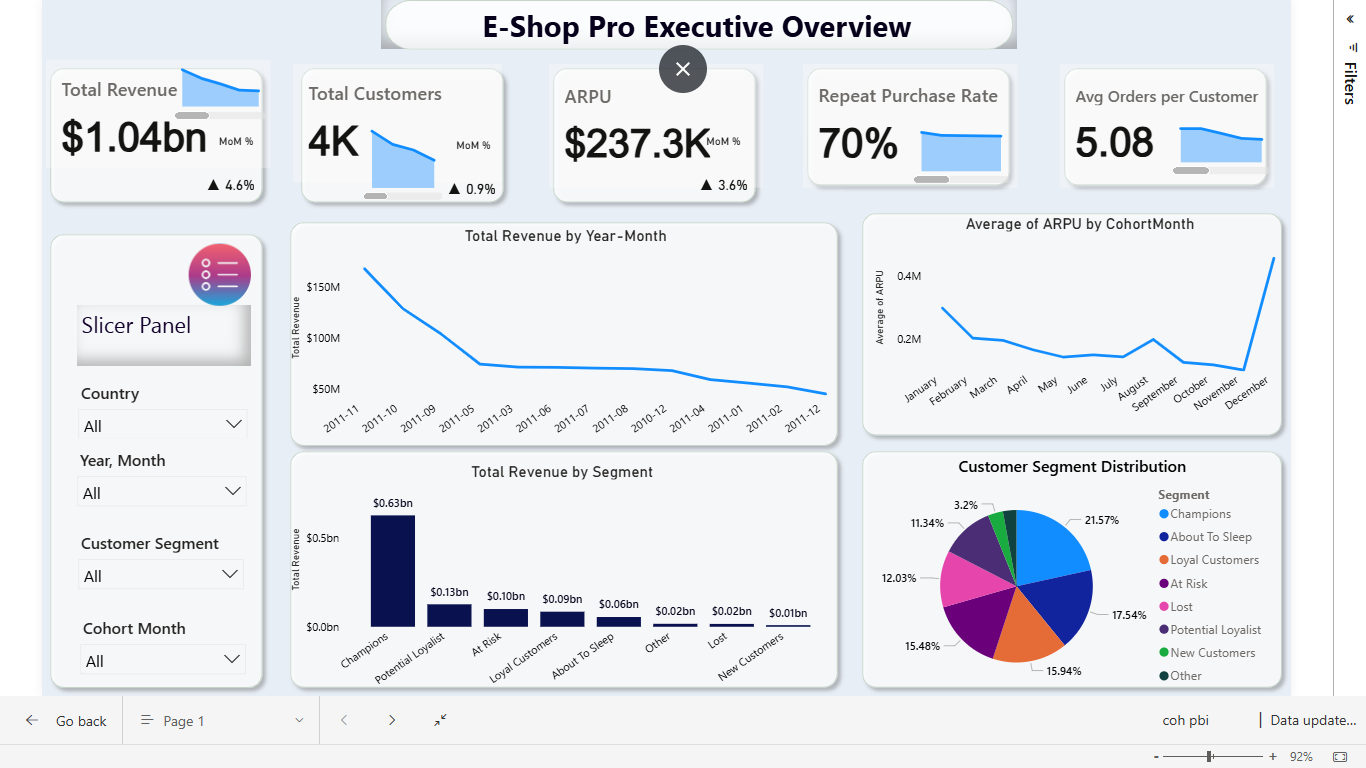 E-Shop Pro Executive Overview
Filters
Total Revenue
$1.04bn
MoM %
▲ 4.6%
Total Customers
4K
MoM %
▲ 0.9%
ARPU
$237.3K
MoM %
▲ 3.6%
Repeat Purchase Rate
70%
Avg Orders per Customer
5.08
Slicer Panel
Country
All
Year, Month
All
Customer Segment
All
Cohort Month
All
Total Revenue by Year-Month
Total Revenue
$150M
$100M
$50M
2011-11
2011-10
2011-09
2011-05
2011-03
2011-06
2011-07
2011-08
2010-12
2011-04
2011-01
2011-02
2011-12
Average of ARPU by CohortMonth
Average of ARPU
0.4M
0.2M
January
February
March
April
May
June
July
August
September
October
November
December
Total Revenue by Segment
Total Revenue
$0.5bn
$0.0bn
$0.63bn
$0.13bn
$0.10bn
$0.09bn
$0.06bn
$0.02bn
$0.02bn
$0.01bn
Champions
Potential Loyalist
At Risk
Loyal Customers
About To Sleep
Other
Lost
New Customers
Customer Segment Distribution
21.57%
17.54%
15.94%
15.48%
12.03%
11.34%
3.2%
Segment
Champions
About To Sleep
Loyal Customers
At Risk
Lost
Potential Loyalist
New Customers
Other
Go back
Page 1
coh pbi
Data update...
- + 92%